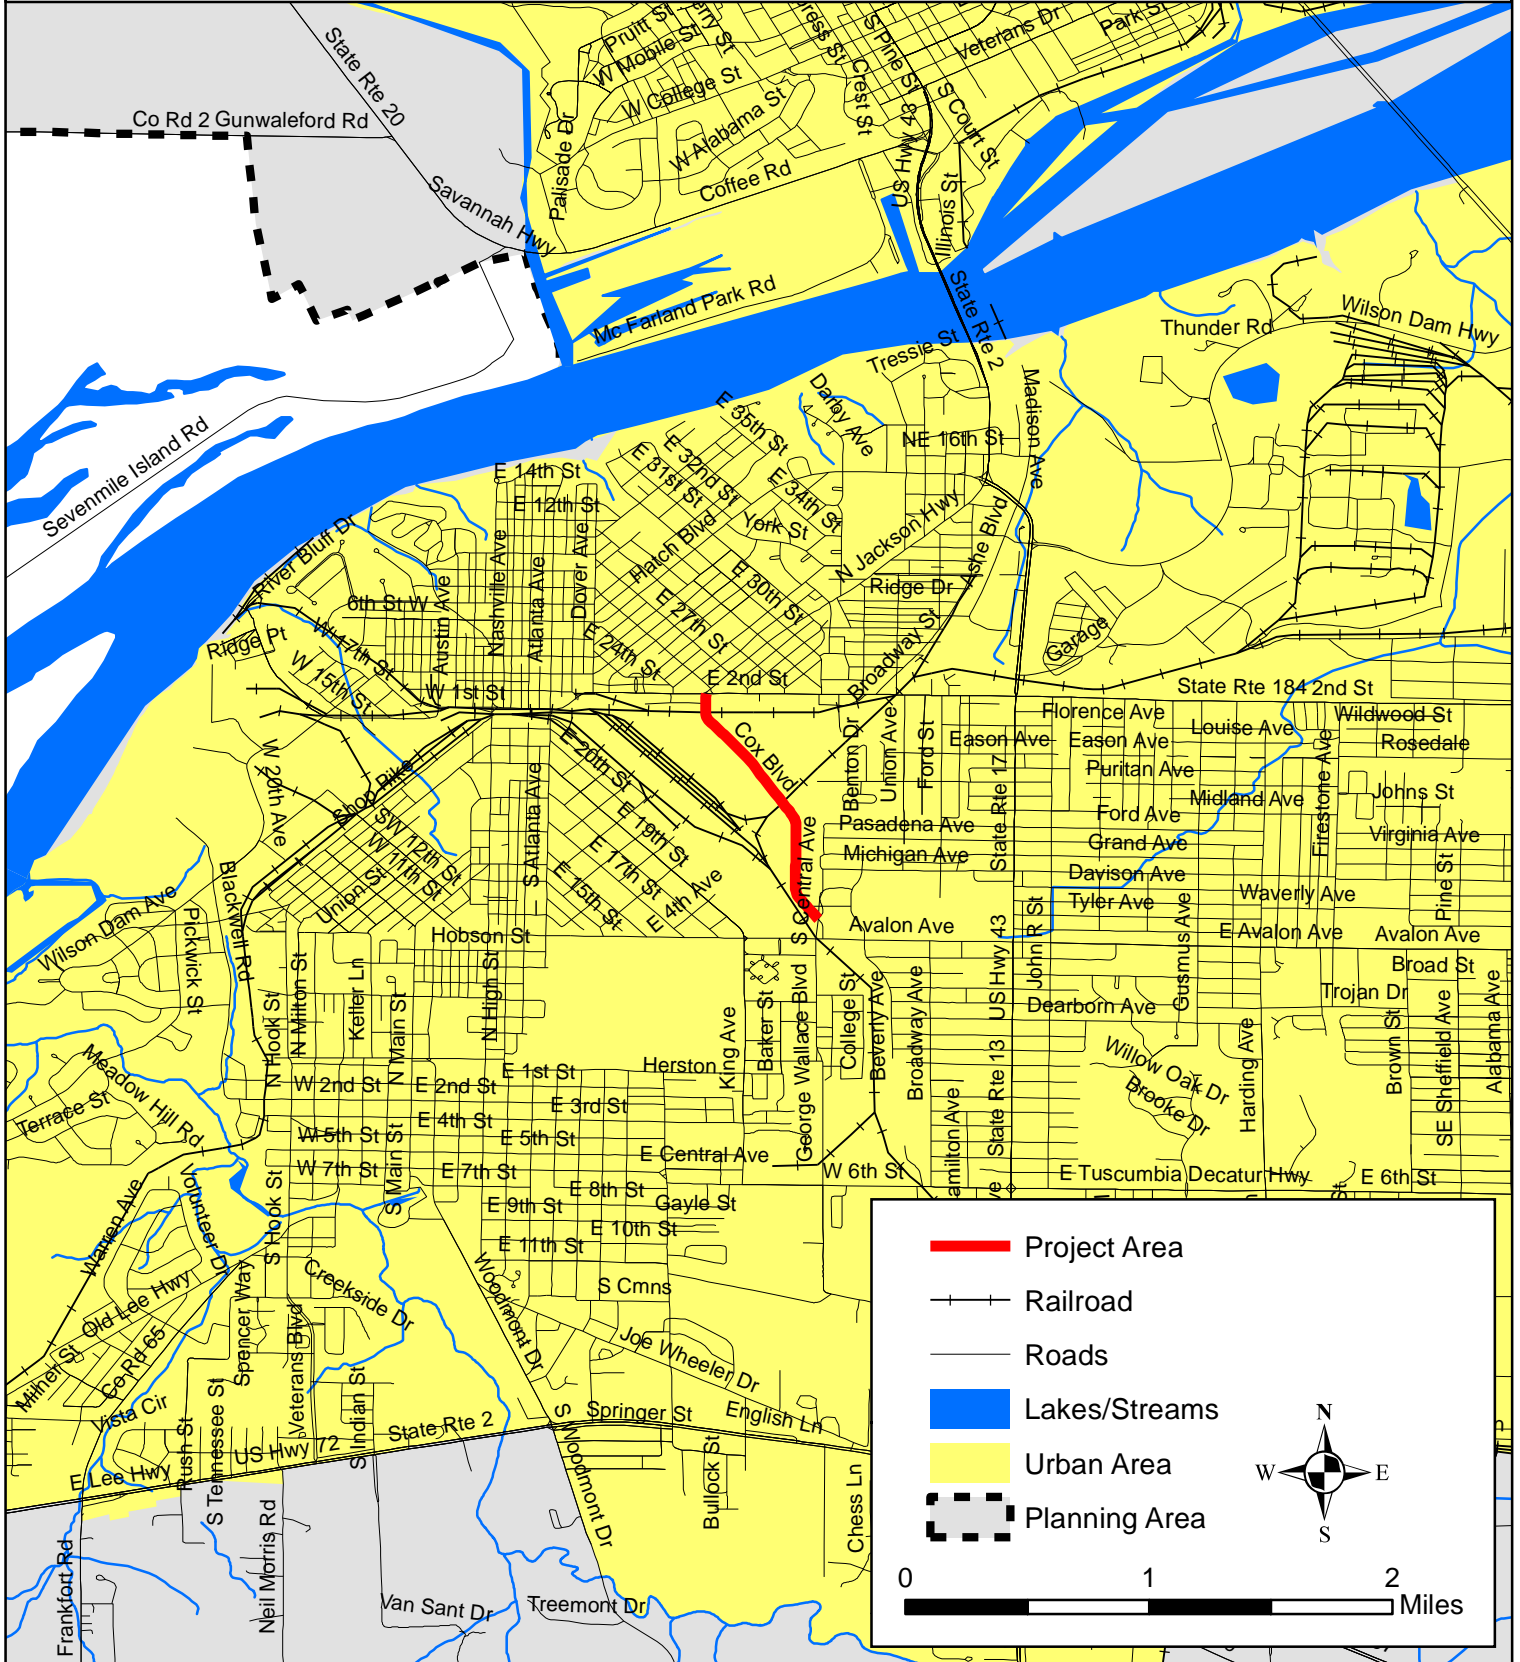 Pruitt St
W Mobile St
W College St
W Alabama St
Coffee Rd
Palisade Dr
Crest St
S Pine St
Veterans Dr
Park St
S Court St
US Hwy 43
Illinois St
State Rte 20
Co Rd 2 Gunwaleford Rd
Savannah Hwy
Mc Farland Park Rd
State Rte 2
Tressie St
Thunder Rd
Wilson Dam Hwy
Madison Ave
Darby Ave
NE 16th St
Sevenmile Island Rd
E 35th St
E 32nd St
E 31st St
E 34th St
E 14th St
E 12th St
York St
Hatch Blvd
N Jackson Hwy
Ashe Blvd
River Bluff Dr
Nashville Ave
Atlanta Ave
Dover Ave
Austin Ave
6th St W
E 30th St
E 27th St
E 24th St
Ridge Dr
Broadway St
Garage
Ridge Pt
W 17th St
W 15th St
W 1st St
E 2nd St
State Rte 184 2nd St
Florence Ave
Louise Ave
Wildwood St
Eason Ave
Eason Ave
Rosedale
Puritan Ave
Cox Blvd
Benton Dr
Union Ave
Ford St
State Rte 17
Firestone Ave
Midland Ave
Johns St
Ford Ave
Virginia Ave
Grand Ave
Pasadena Ave
Michigan Ave
W 20th Ave
Shop Pike
SW 12th St
W 11th St
Union St
S Atlanta Ave
E 20th St
E 19th St
E 17th St
E 15th St
E 4th Ave
S Central Ave
Davison Ave
Tyler Ave
Waverly Ave
Pine St
Avalon Ave
E Avalon Ave
Avalon Ave
Blackwell Rd
Wilson Dam Ave
Pickwick St
Hobson St
US Hwy 43
John R St
Gusmus Ave
Broad St
Trojan Dr
Dearborn Ave
N Hook St
N Milton St
Keller Ln
N Main St
N High St
King Ave
Baker St
George Wallace Blvd
College St
Beverly Ave
Broadway Ave
State Rte 13
Harding Ave
Brown St
SE Sheffield Ave
Alabama Ave
Meadow Hill Rd
Terrace St
Herston
Willow Oak Dr
Brooke Dr
W 2nd St
E 2nd St
E 1st St
E 3rd St
E 4th St
W 5th St
E 5th St
E Central Ave
W 7th St
E 7th St
W 6th St
E Tuscumbia Decatur Hwy
E 6th St
amilton Ave
S Main St
E 8th St
E 9th St
Gayle St
E 10th St
E 11th St
S Cmns
Warren Ave
Volunteer Dr
S Hook St
Old Lee Hwy
Spencer Way
Creekside Dr
Woodmont Dr
Joe Wheeler Dr
Milner St
Co Rd 65
Veterans Blvd
Vista Cir
Rush St
S Tennessee St
US Hwy 72
S Indian St
State Rte 2
Springer St
English Ln
E Lee Hwy
S Woodmont Dr
Bullock St
Chess Ln
Frankfort Rd
Neil Morris Rd
Van Sant Dr
Treemont Dr
Project Area
Railroad
Roads
Lakes/Streams
Urban Area
Planning Area
N
W
E
S
0
1
2
Miles